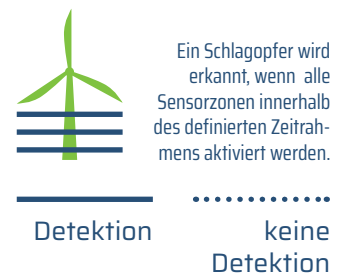 Ein Schlagopfer wird
erkannt, wenn alle
Sensorzonen innerhalb
des definierten Zeitrah-
mens aktiviert werden.
Detektion
keine
Detektion